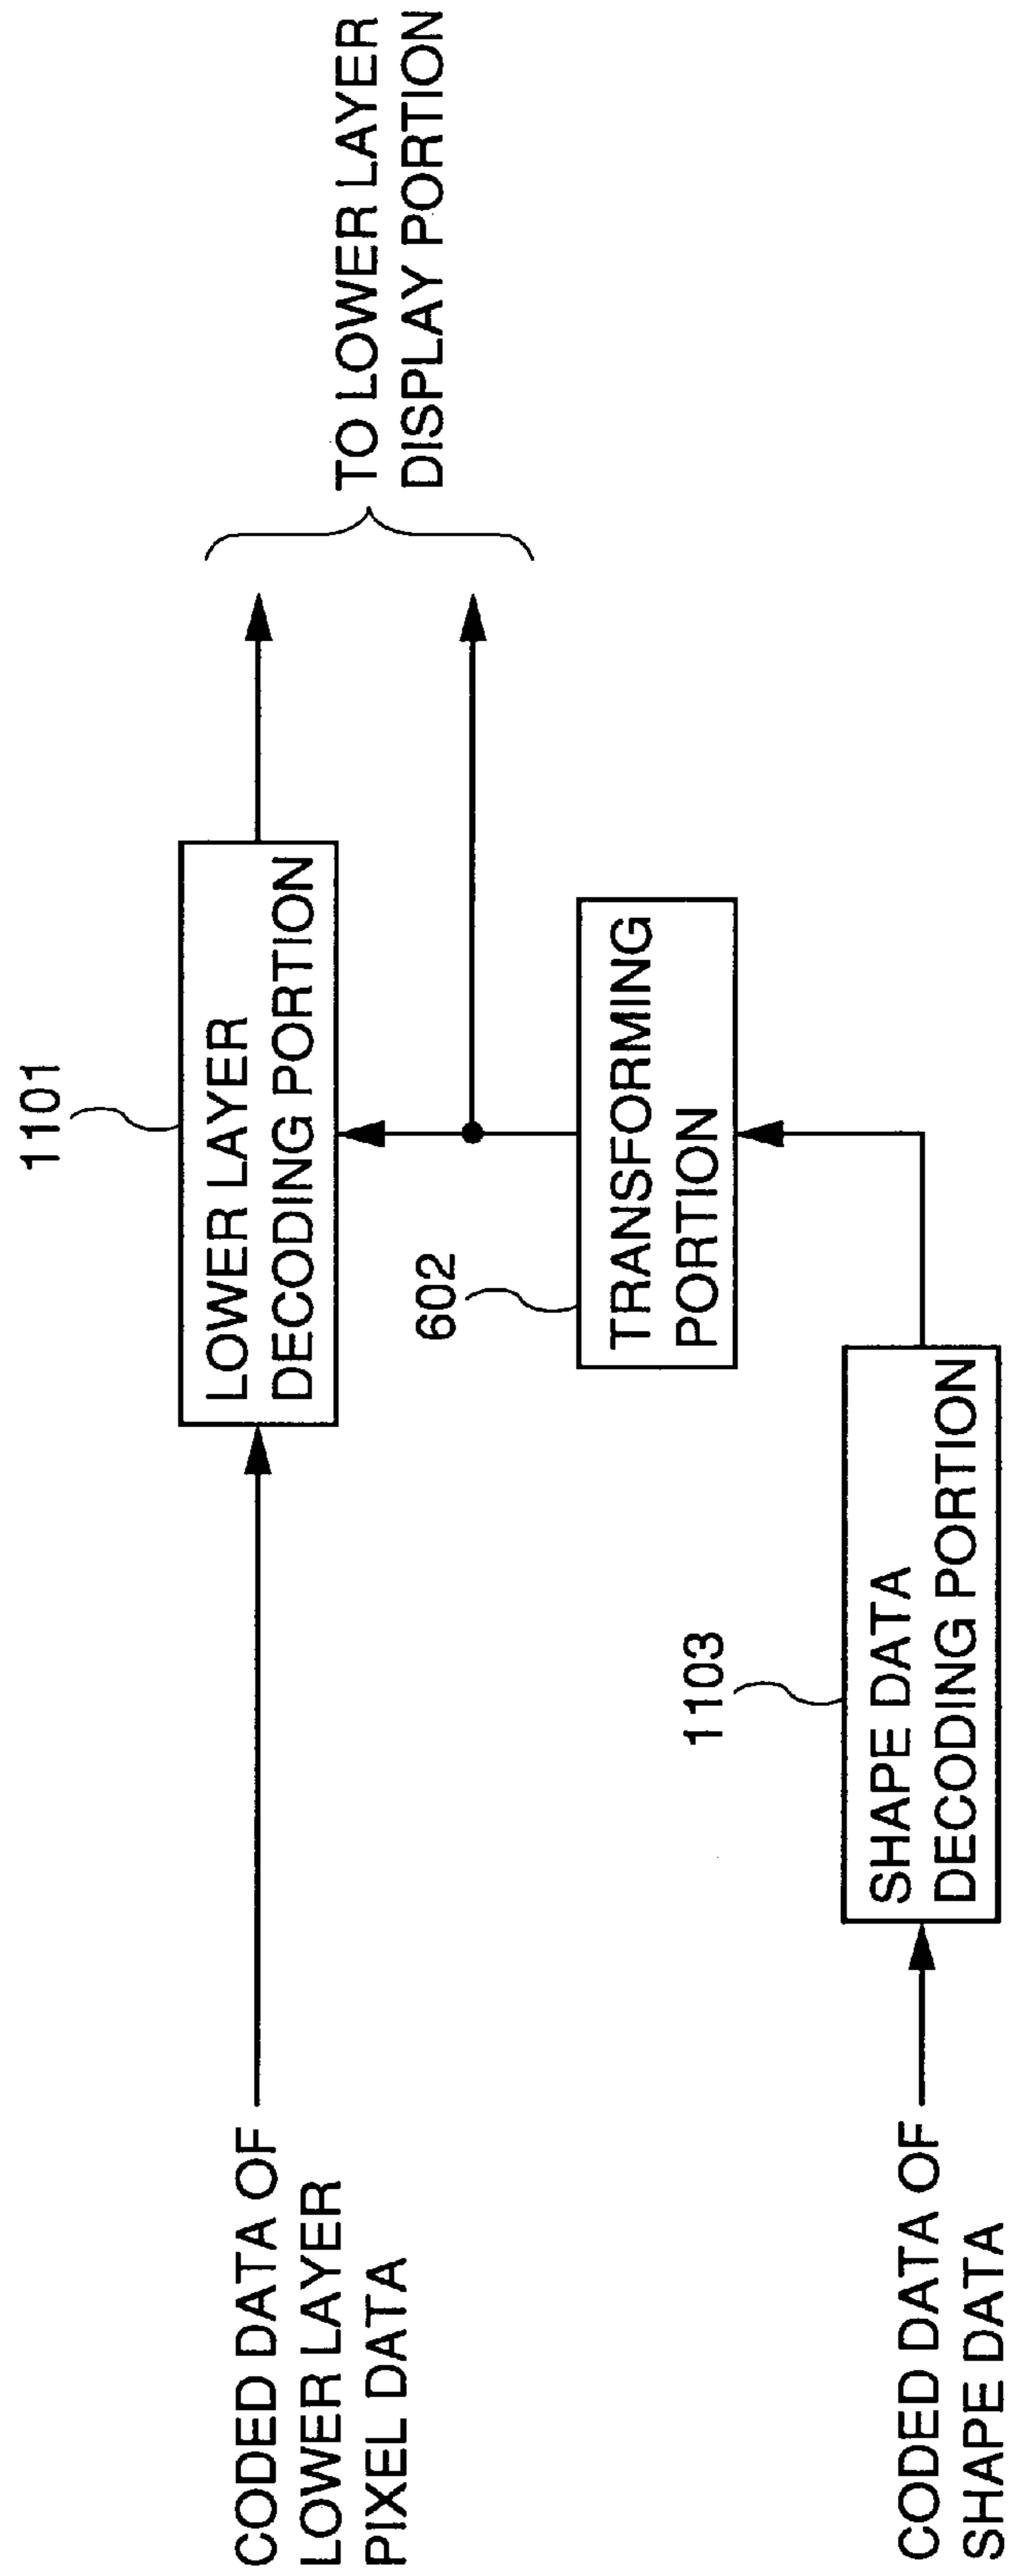 CODED DATA OF
LOWER LAYER
PIXEL DATA
1101
LOWER LAYER
DECODING PORTION
TO LOWER LAYER
DISPLAY PORTION
602
TRANSFORMING
PORTION
1103
SHAPE DATA
DECODING PORTION
CODED DATA OF
SHAPE DATA